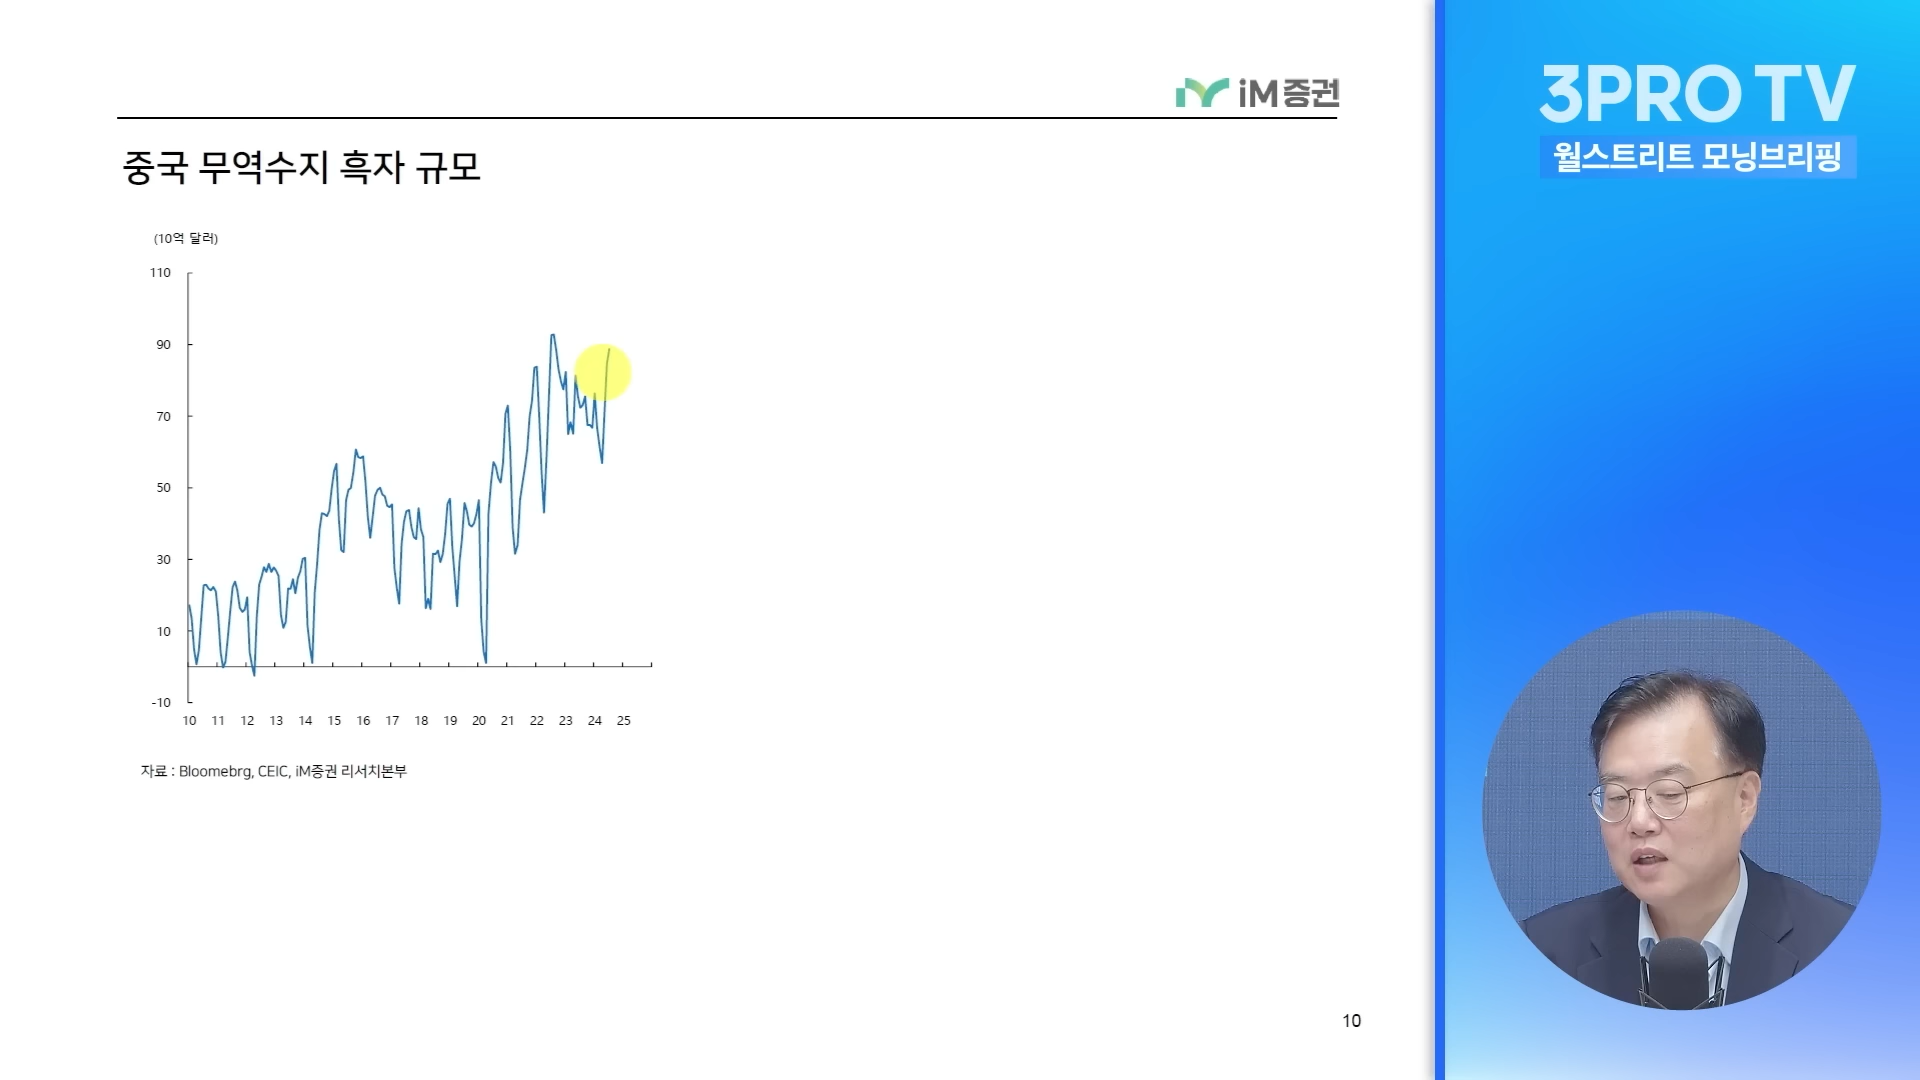 iM증권
3PRO TV
월스트리트 모닝브리핑
중국 무역수지 흑자 규모
(10억 달러)
110
90
70
50
30
10
-10
10 11 12 13 14 15 16 17 18 19 20 21 22 23 24 25
자료 : Bloomebrg, CEIC, iM증권 리서치본부
10